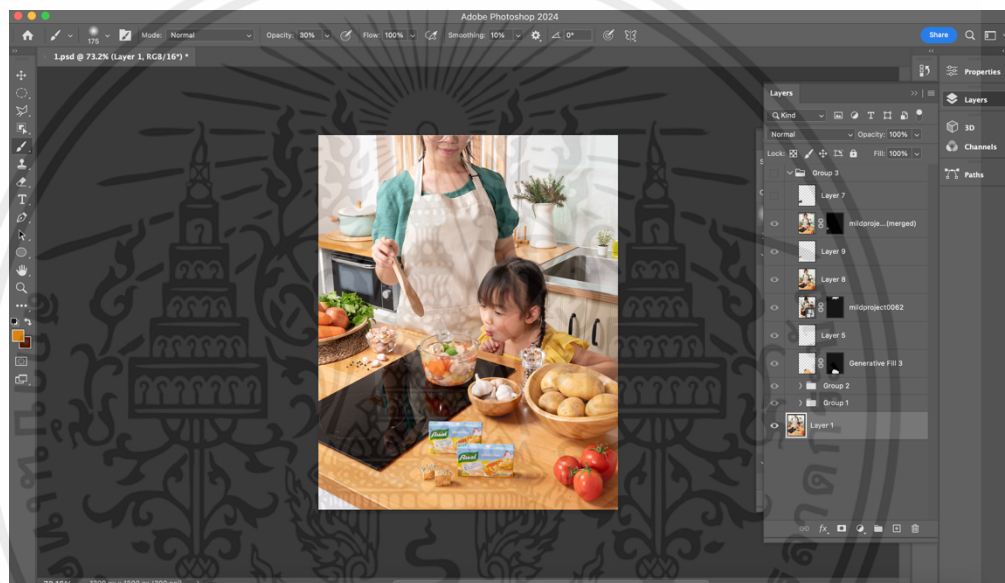 Adobe Photoshop 2024
175 Mode: Normal Opacity: 30% Flow: 100% Smoothing: 10% 0° Share
1.psd @ 73.2% (Layer 1, RGB/16*) *
Properties
Layers
3D
Channels
Paths
Layers
Kind
Normal Opacity: 100%
Lock: Fill: 100%
Group 3
Layer 7
mildproje...(merged)
Layer 9
Layer 8
mildproject0062
Layer 5
Generative Fill 3
Group 2
Group 1
Layer 1
Knorr
Knorr